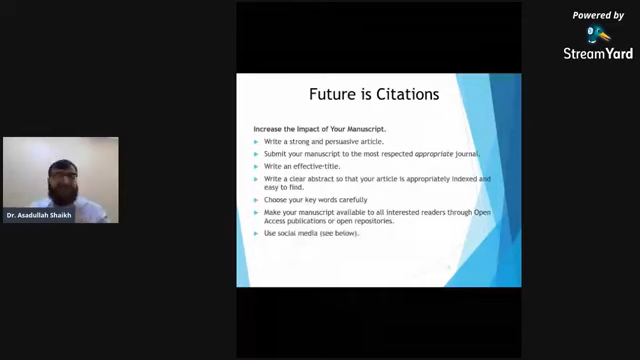 Powered by
StreamYard
Future is Citations
Increase the Impact of Your Manuscript.
Write a strong and persuasive article.
Submit your manuscript to the most respected appropriate journal.
Write an effective title.
Write a clear abstract so that your article is appropriately indexed and
easy to find.
Choose your key words carefully
Make your manuscript available to all interested readers through Open
Access publications or open repositories.
Use social media (see below).
Dr. Asadullah Shaikh